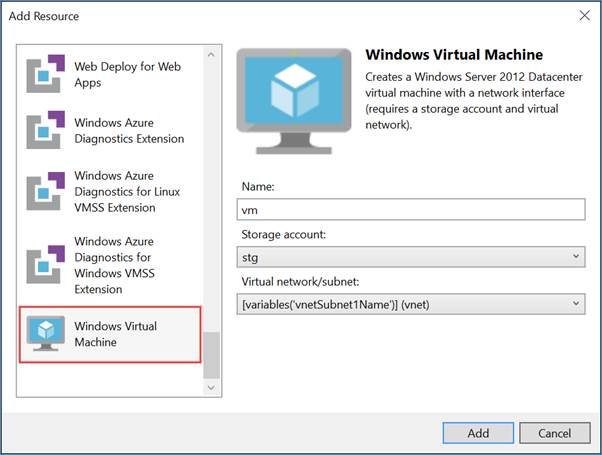 Add Resource
Web Deploy for Web
Apps
Windows Azure
Diagnostics Extension
Windows Azure
Diagnostics for Linux
VMSS Extension
Windows Azure
Diagnostics for
Windows VMSS
Extension
Windows Virtual
Machine
Windows Virtual Machine
Creates a Windows Server 2012 Datacenter
virtual machine with a network interface
(requires a storage account and virtual
network).
Name:
vm
Storage account:
stg
Virtual network/subnet:
[variables('vnetSubnet1Name')] (vnet)
Add
Cancel